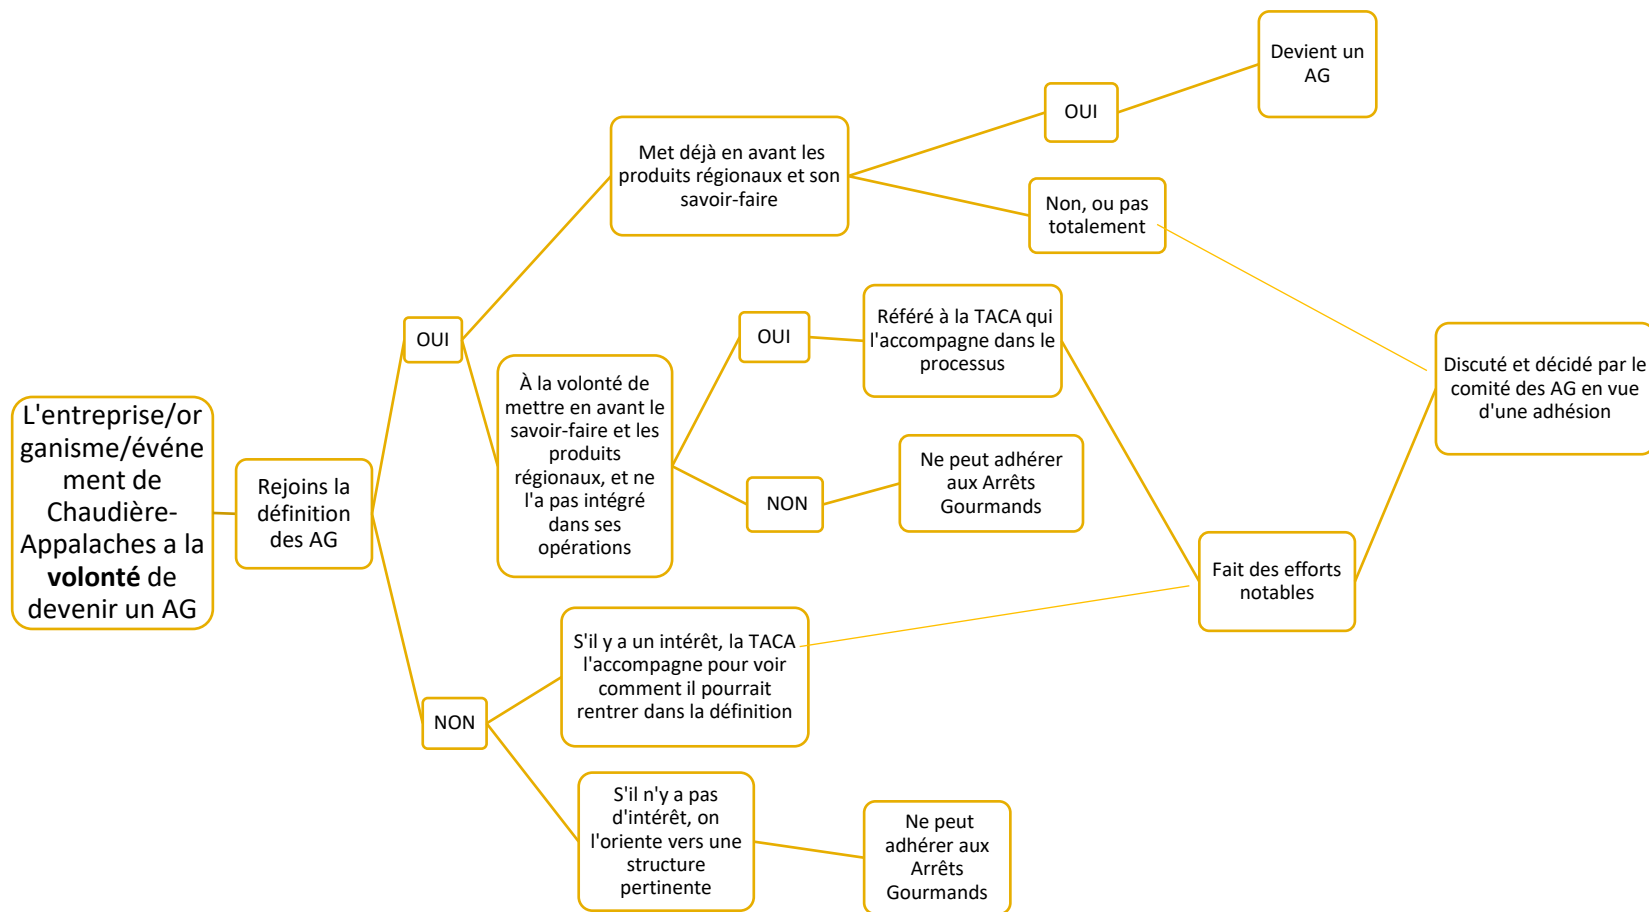 L'entreprise/or
ganisme/événe
ment de
Chaudière-
Appalaches a la
volonté de
devenir un AG
Rejoins la
définition
des AG
OUI
Met déjà en avant les
produits régionaux et son
savoir-faire
OUI
Devient un
AG
Non, ou pas
totalement
À la volonté de
mettre en avant le
savoir-faire et les
produits
régionaux, et ne
l'a pas intégré
dans ses
opérations
OUI
Référé à la TACA qui
l'accompagne dans le
processus
NON
Ne peut adhérer
aux Arrêts
Gourmands
Fait des efforts
notables
Discuté et décidé par le
comité des AG en vue
d'une adhésion
NON
S'il y a un intérêt, la TACA
l'accompagne pour voir
comment il pourrait
rentrer dans la définition
S'il n'y a pas
d'intérêt, on
l'oriente vers une
structure
pertinente
Ne peut
adhérer aux
Arrêts
Gourmands